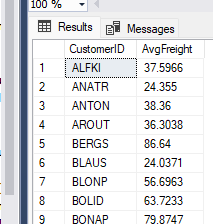 100 %
Results Messages
CustomerID AvgFreight
1 ALFKI 37.5966
2 ANATR 24.355
3 ANTON 38.36
4 AROUT 36.3038
5 BERGS 86.64
6 BLAUS 24.0371
7 BLONP 56.6963
8 BOLID 63.7233
9 BONAP 79.8747